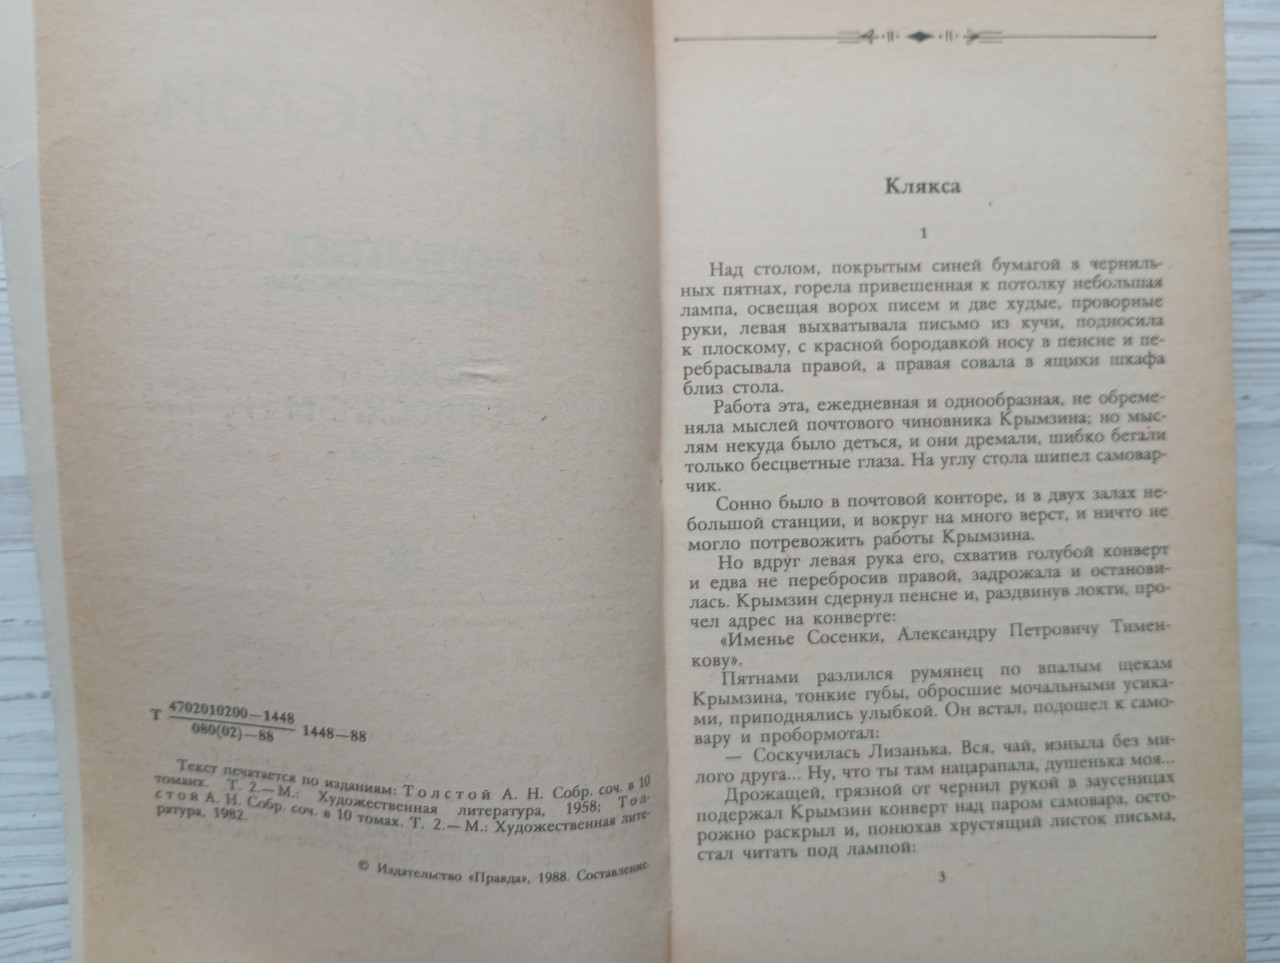 Т 4702010200—1448
080(02)—88
1448—88
Текст печатается по изданиям: Толстой А. Н. Собр. соч. в 10
томах. Т. 2.— М.: Художественная литература, 1958; Тол-
стой А. Н. Собр. соч. в 10 томах. Т. 2.— М.: Художественная лите-
ратура, 1982.
© Издательство «Правда», 1988. Составление.
Клякса
1
Над столом, покрытым синей бумагой в черниль-
ных пятнах, горела привешенная к потолку небольшая
лампа, освещая ворох писем и две худые, проворные
руки, левая выхватывала письмо из кучи, подносила
к плоскому, с красной бородавкой носу в пенсне и пе-
ребрасывала правой, а правая совала в ящики шкафа
близ стола.
Работа эта, ежедневная и однообразная, не обреме-
няла мыслей почтового чиновника Крымзина; но мыс-
лям некуда было деться, и они дремали, шибко бегали
только бесцветные глаза. На углу стола шипел самовар-
чик.
Сонно было в почтовой конторе, и в двух залах не-
большой станции, и вокруг на много верст, и ничто не
могло потревожить работы Крымзина.
Но вдруг левая рука его, схватив голубой конверт
и едва не перебросив правой, задрожала и останови-
лась. Крымзин сдернул пенсне и, раздвинув локти, про-
чел адрес на конверте:
«Именье Сосенки, Александру Петровичу Тимен-
кову».
Пятнами разлился румянец по впалым щекам
Крымзина, тонкие губы, обросшие мочальными усика-
ми, приподнялись улыбкой. Он встал, подошел к само-
вару и пробормотал:
— Соскучилась Лизанька. Вся, чай, изныла без ми-
лого друга... Ну, что ты там нацарапала, душенька моя...
Дрожащей, грязной от чернил рукой в заусеницах
подержал Крымзин конверт над паром самовара, осто-
рожно раскрыл и, понюхав хрустящий листок письма,
стал читать под лампой:
3